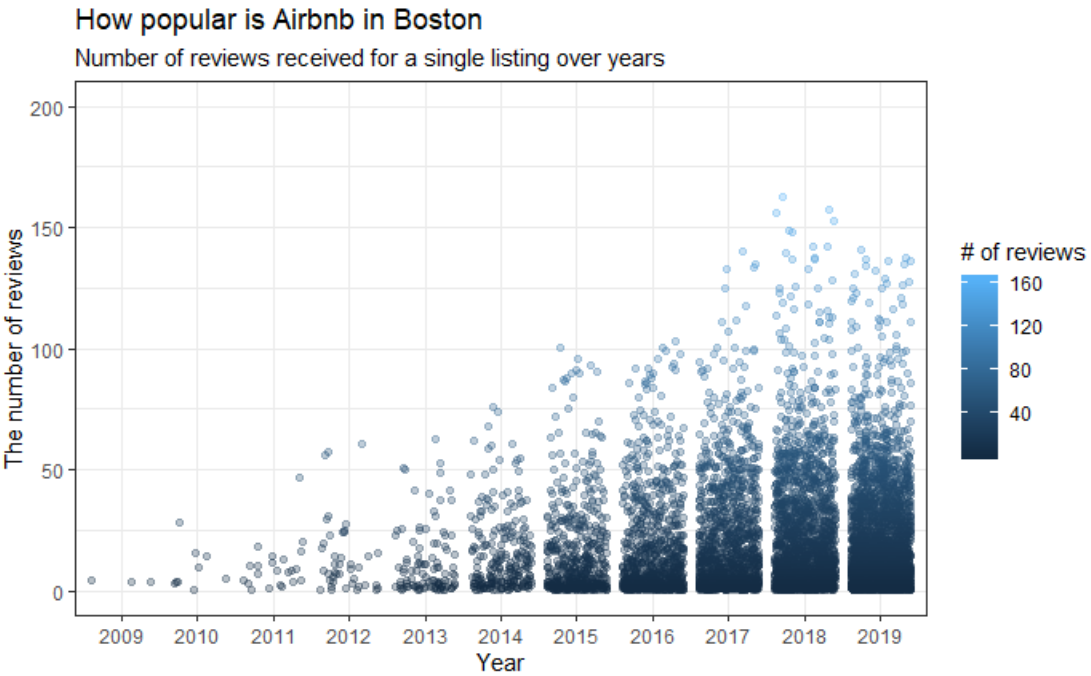 How popular is Airbnb in Boston
Number of reviews received for a single listing over years
The number of reviews
200
150
100
50
0
2009 2010 2011 2012 2013 2014 2015 2016 2017 2018 2019
Year
# of reviews
160
120
80
40